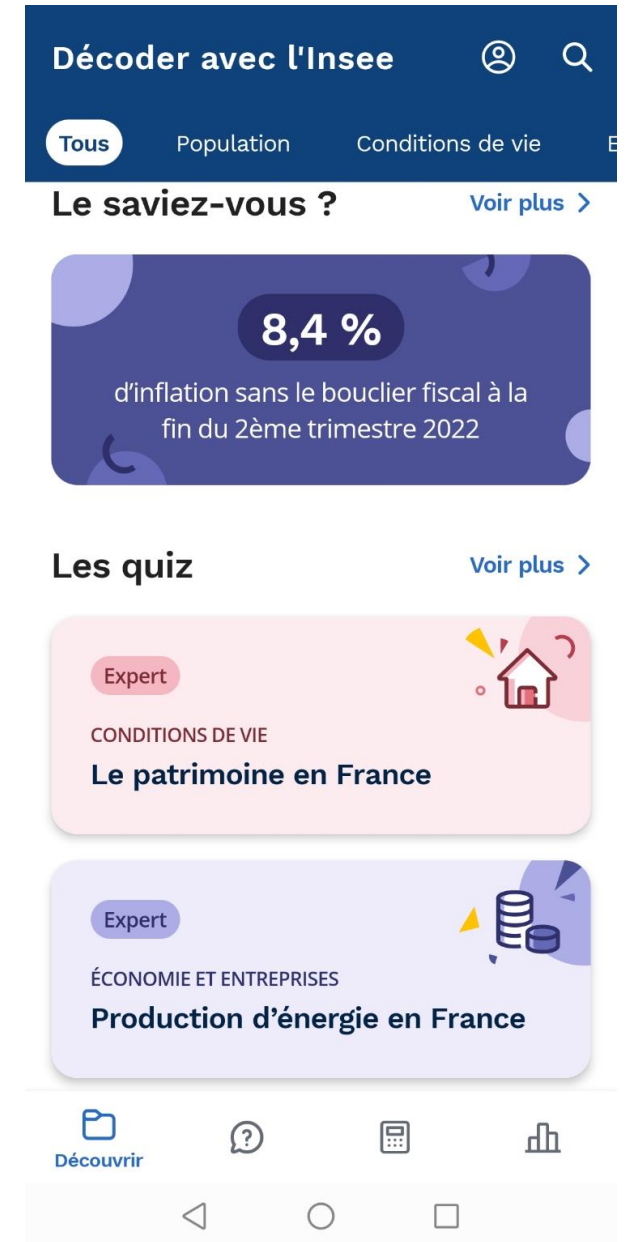 Décoder avec l'Insee
Tous Population Conditions de vie E
Le saviez-vous ? Voir plus
8,4 %
d'inflation sans le bouclier fiscal à la
fin du 2ème trimestre 2022
Les quiz Voir plus
Expert
CONDITIONS DE VIE
Le patrimoine en France
Expert
ÉCONOMIE ET ENTREPRISES
Production d'énergie en France
Découvrir